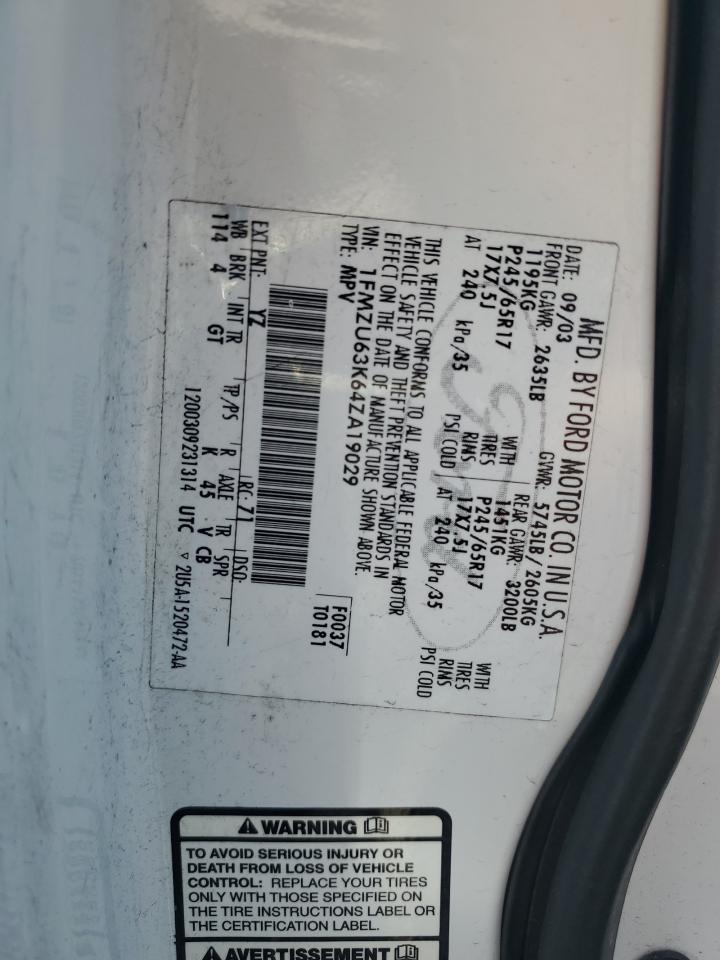 MFD. BY FORD MOTOR CO. IN U.S.A.
DATE: 09/03 GVWR: 5745LB / 2605KG
FRONT GAWR: 2635LB REAR GAWR: 3200LB
1195KG WITH 1451KG WITH
P245/65R17 TIRES P245/65R17 TIRES
17X7.5J RIMS 17X7.5J RIMS
AT 240 kPa/35 PSI COLD AT 240 kPa/35 PSI COLD
THIS VEHICLE CONFORMS TO ALL APPLICABLE FEDERAL MOTOR
VEHICLE SAFETY AND THEFT PREVENTION STANDARDS IN
EFFECT ON THE DATE OF MANUFACTURE SHOWN ABOVE.
VIN: 1FMZU63K64ZA19029 F0037
TYPE: MPV T0181
EXT PNT: YZ RC: 71 DSO:
WB BRK INT TR TP/PS R AXLE TR SPR
114 4 GT K 45 V CB
1200309231314 UTC ▿ 2U5A-1520472-AA
WARNING
TO AVOID SERIOUS INJURY OR
DEATH FROM LOSS OF VEHICLE
CONTROL: REPLACE YOUR TIRES
ONLY WITH THOSE SPECIFIED ON
THE TIRE INSTRUCTIONS LABEL OR
THE CERTIFICATION LABEL.
AVERTISSEMENT